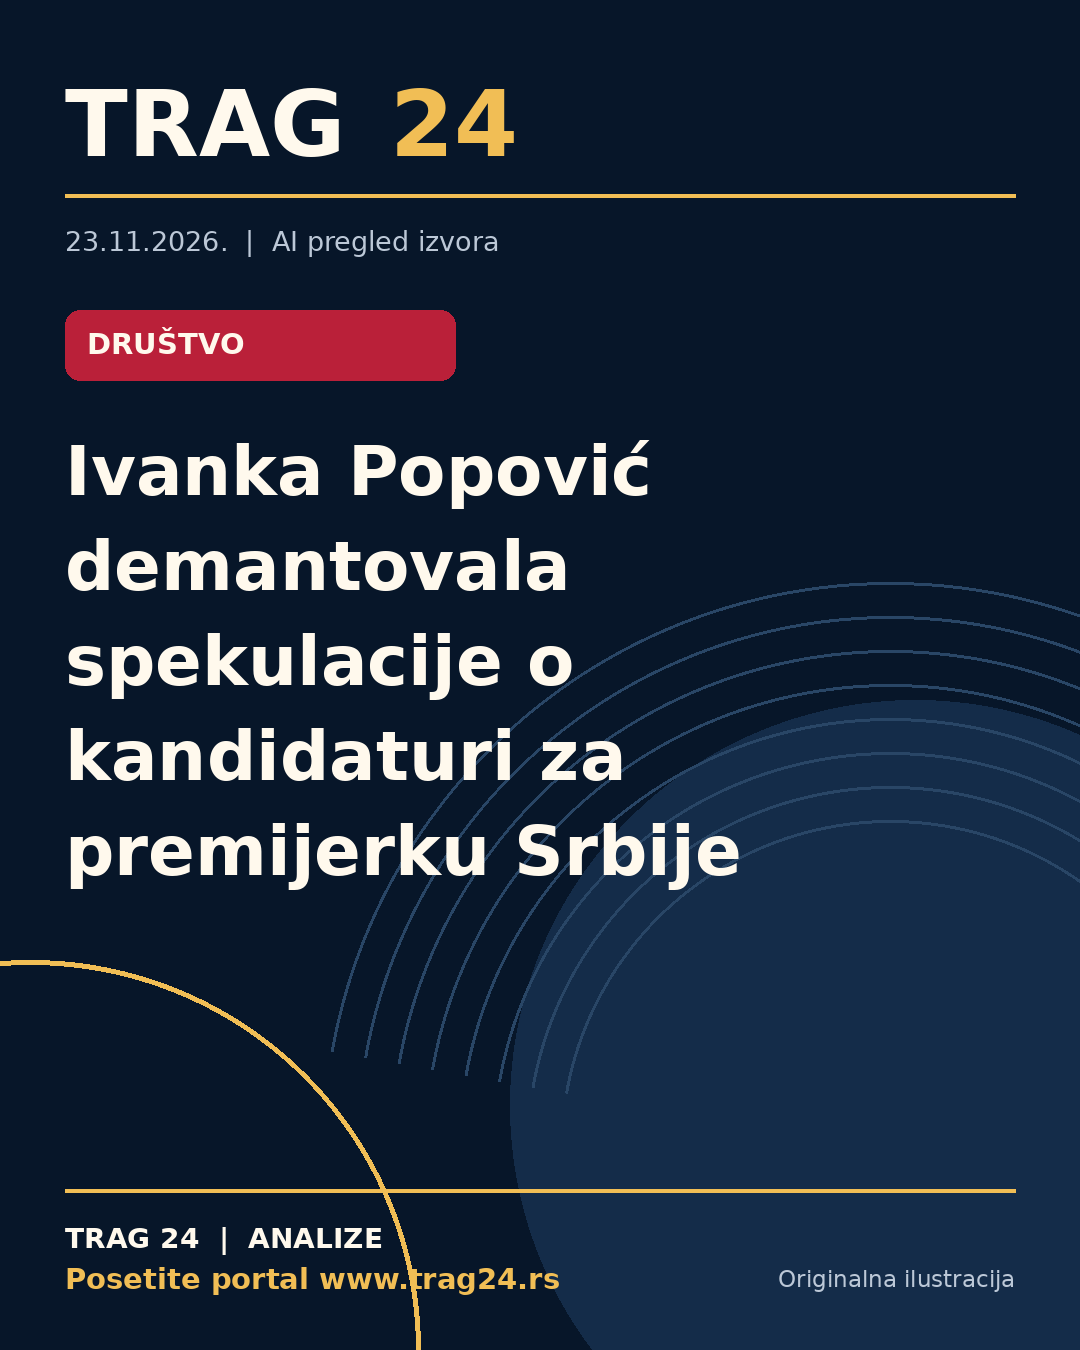 TRAG 24
23.11.2026. | AI pregled izvora
DRUŠTVO
Ivanka Popović
demantovala
spekulacije o
kandidaturi za
premijerku Srbije
TRAG 24 | ANALIZE
Posetite portal www.trag24.rs
Originalna ilustracija